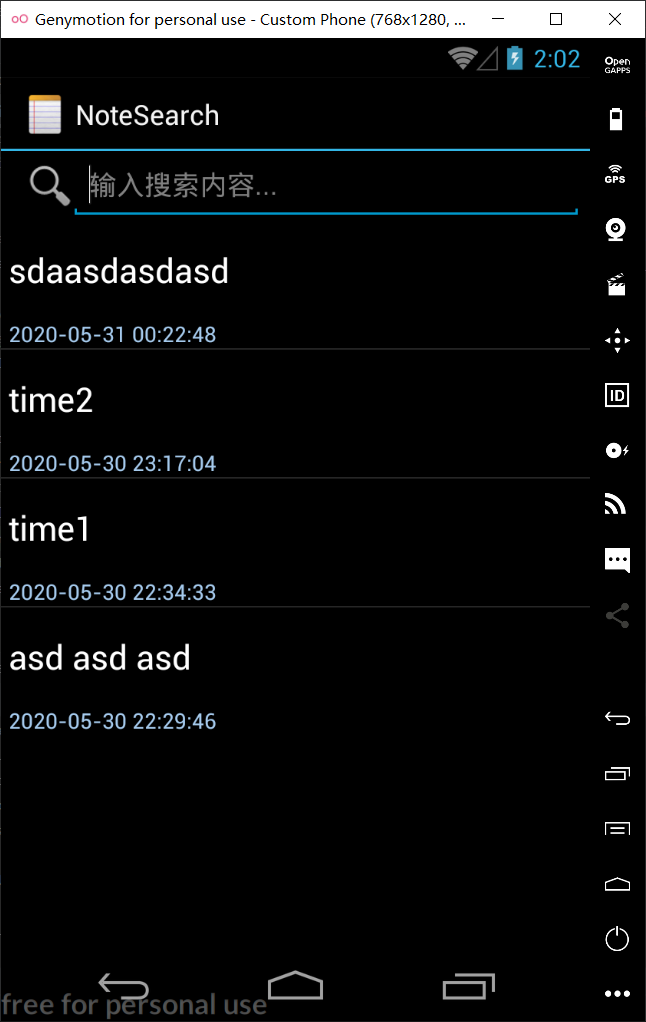 Genymotion for personal use - Custom Phone (768x1280, ...
2:02
Open
GAPPS
NoteSearch
GPS
输入搜索内容...
sdaasdasdasd
2020-05-31 00:22:48
time2
2020-05-30 23:17:04
ID
time1
2020-05-30 22:34:33
asd asd asd
2020-05-30 22:29:46
free for personal use